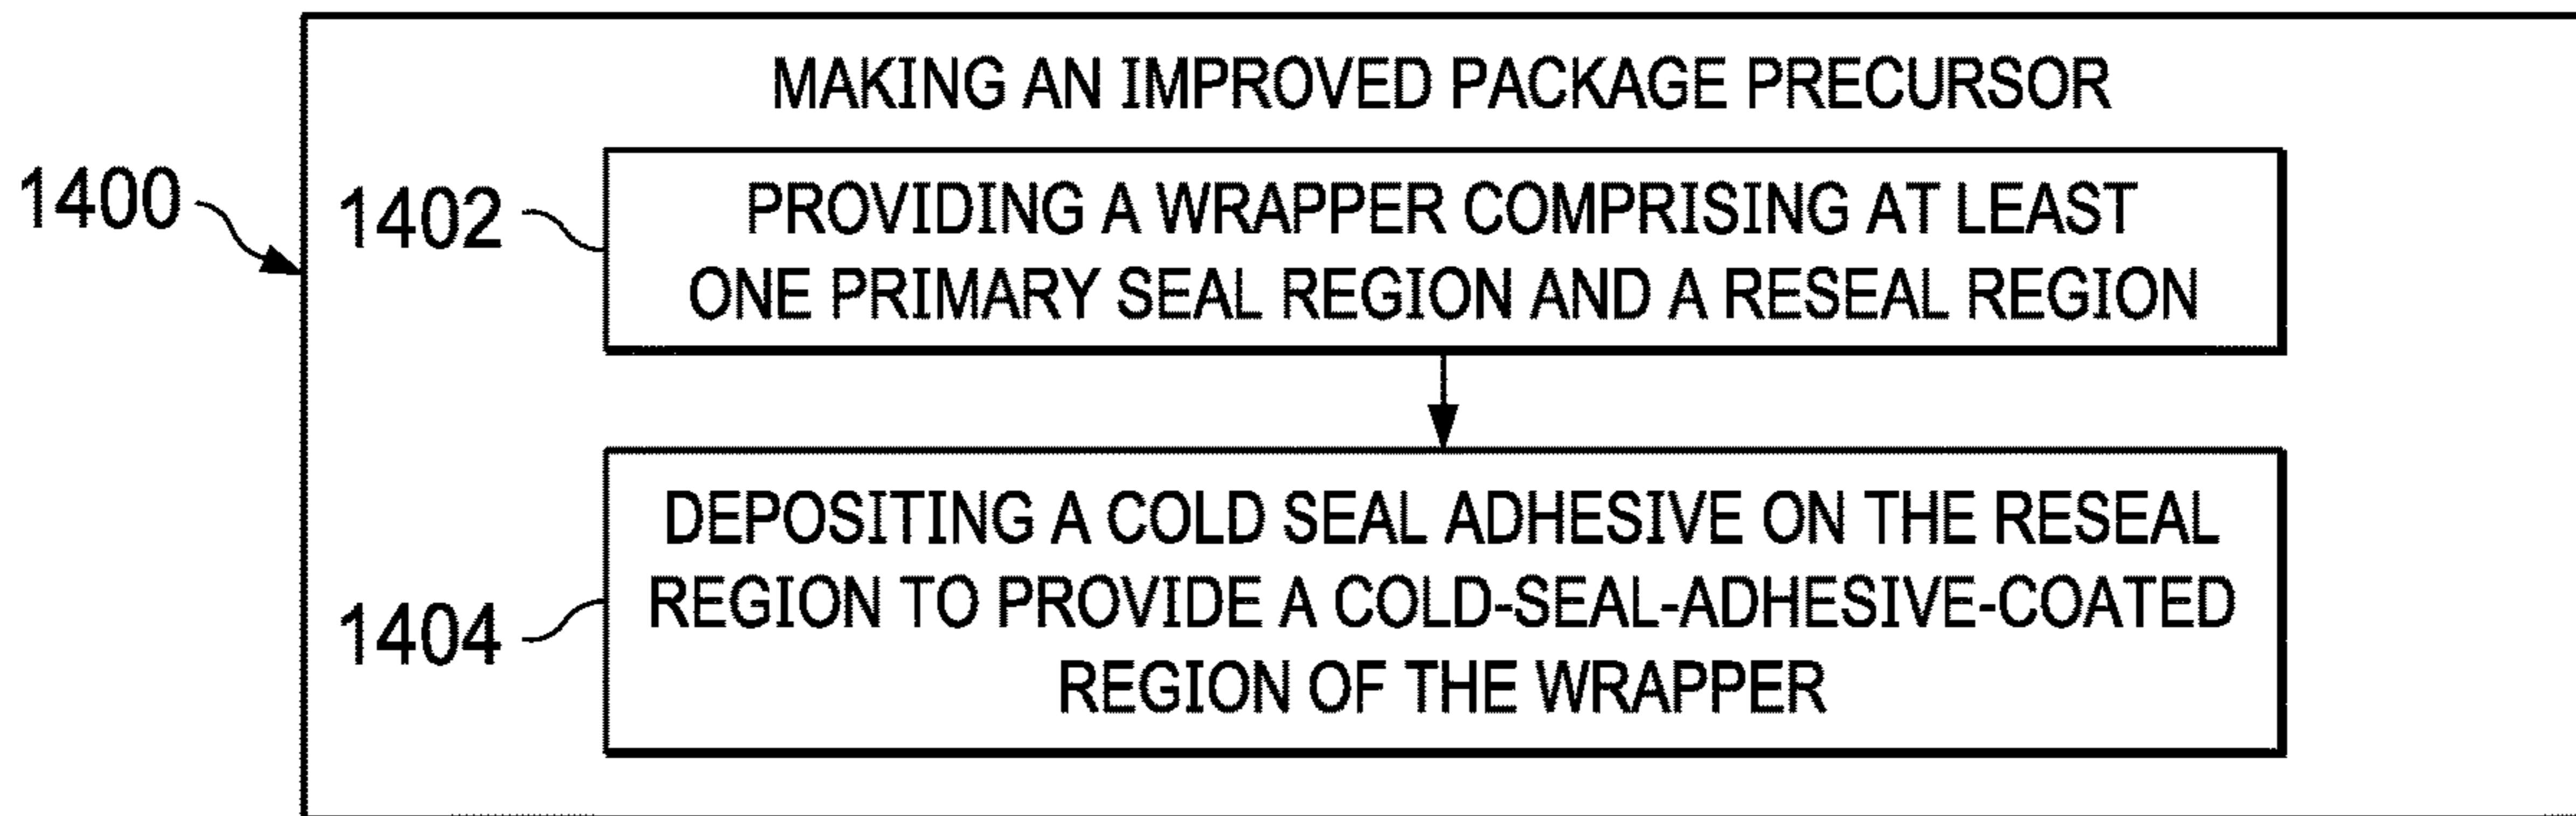 MAKING AN IMPROVED PACKAGE PRECURSOR
1400
1402
PROVIDING A WRAPPER COMPRISING AT LEAST
ONE PRIMARY SEAL REGION AND A RESEAL REGION
DEPOSITING A COLD SEAL ADHESIVE ON THE RESEAL
REGION TO PROVIDE A COLD-SEAL-ADHESIVE-COATED
1404
REGION OF THE WRAPPER